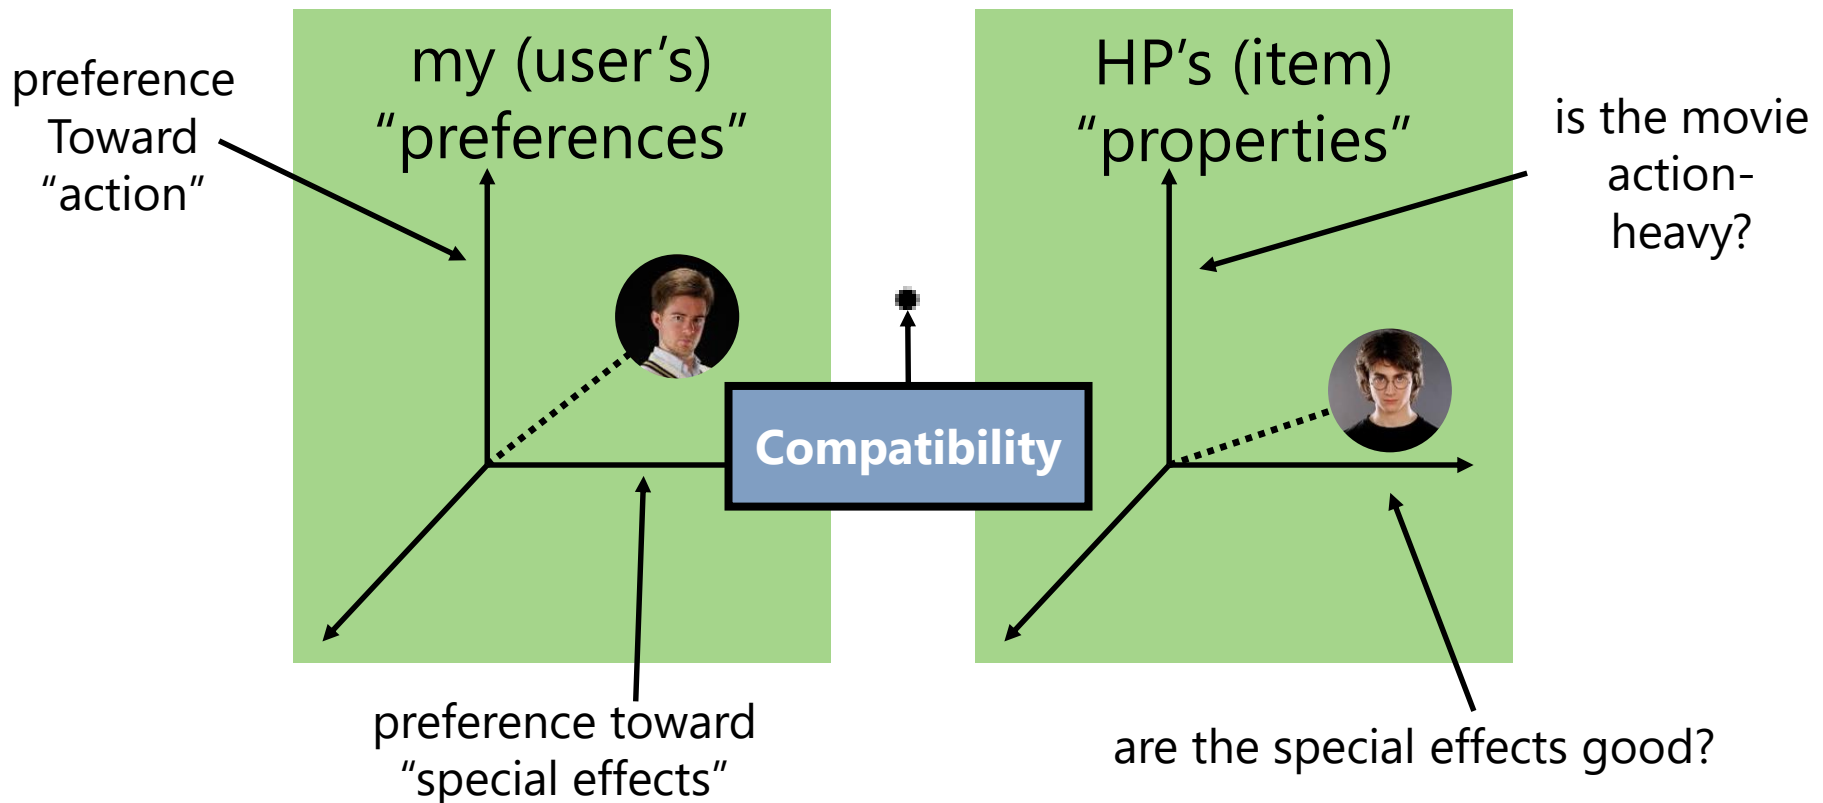 preference
Toward
“action”
my (user’s)
“preferences”
HP’s (item)
“properties”
is the movie
action-
heavy?
Compatibility
preference toward
“special effects”
are the special effects good?